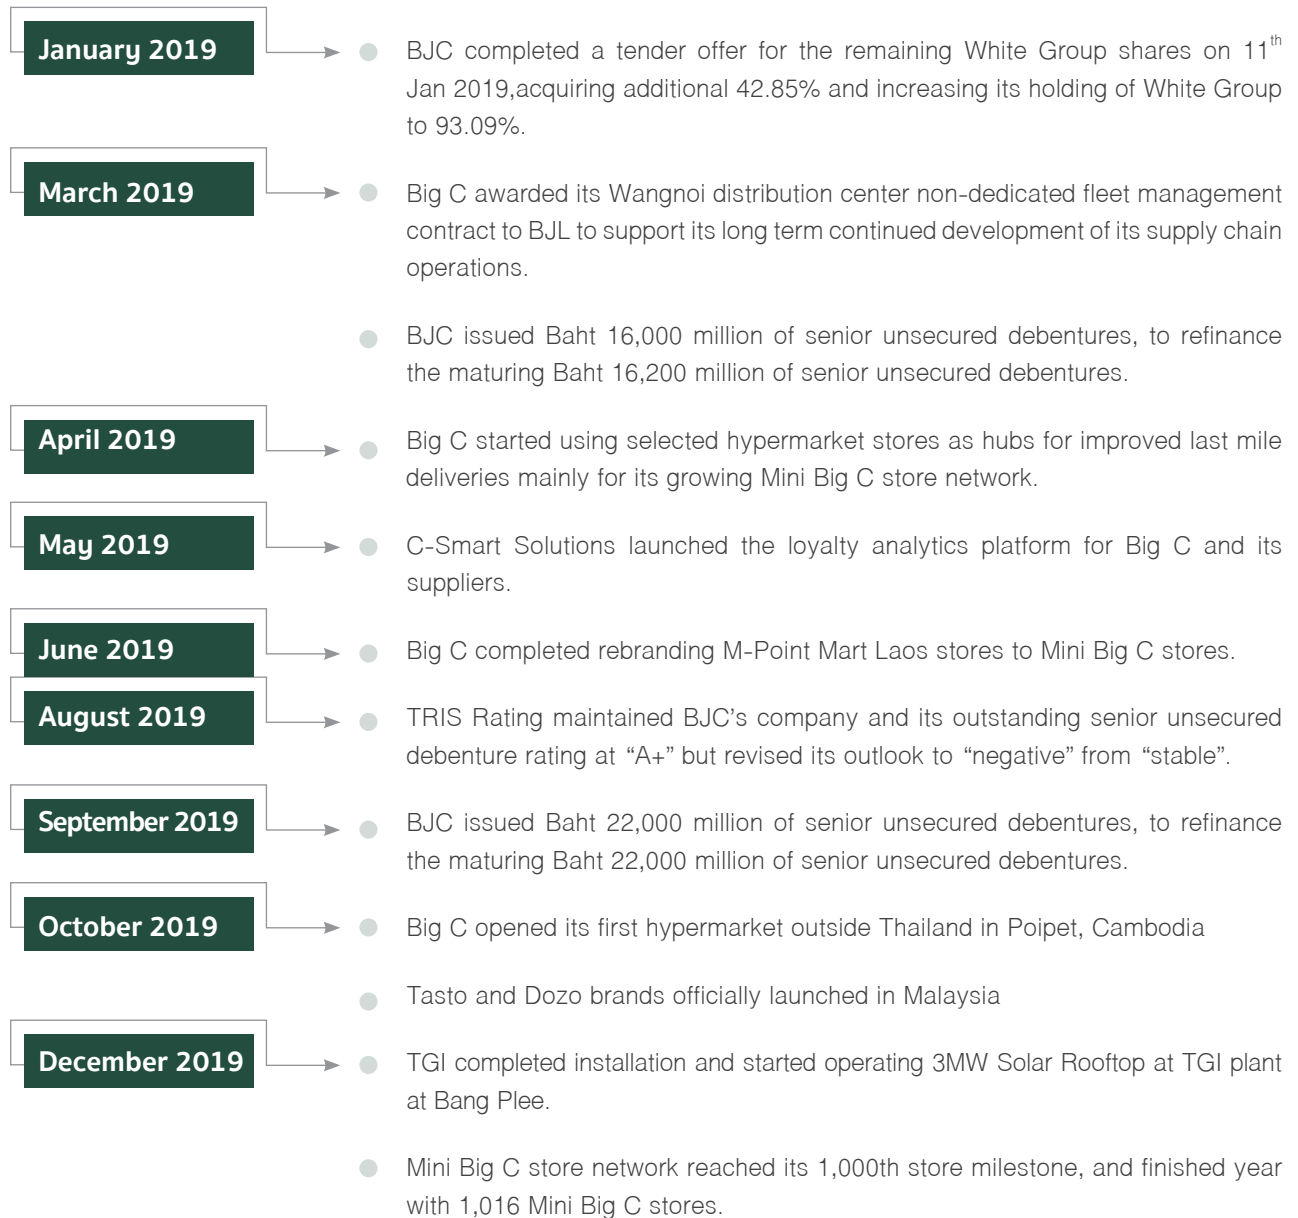 January 2019
BJC completed a tender offer for the remaining White Group shares on 11th
Jan 2019,acquiring additional 42.85% and increasing its holding of White Group
to 93.09%.
March 2019
Big C awarded its Wangnoi distribution center non-dedicated fleet management
contract to BJL to support its long term continued development of its supply chain
operations.
BJC issued Baht 16,000 million of senior unsecured debentures, to refinance
the maturing Baht 16,200 million of senior unsecured debentures.
April 2019
Big C started using selected hypermarket stores as hubs for improved last mile
deliveries mainly for its growing Mini Big C store network.
May 2019
C-Smart Solutions launched the loyalty analytics platform for Big C and its
suppliers.
June 2019
Big C completed rebranding M-Point Mart Laos stores to Mini Big C stores.
August 2019
TRIS Rating maintained BJC’s company and its outstanding senior unsecured
debenture rating at “A+” but revised its outlook to “negative” from “stable”.
September 2019
BJC issued Baht 22,000 million of senior unsecured debentures, to refinance
the maturing Baht 22,000 million of senior unsecured debentures.
October 2019
Big C opened its first hypermarket outside Thailand in Poipet, Cambodia
Tasto and Dozo brands officially launched in Malaysia
December 2019
TGI completed installation and started operating 3MW Solar Rooftop at TGI plant
at Bang Plee.
Mini Big C store network reached its 1,000th store milestone, and finished year
with 1,016 Mini Big C stores.